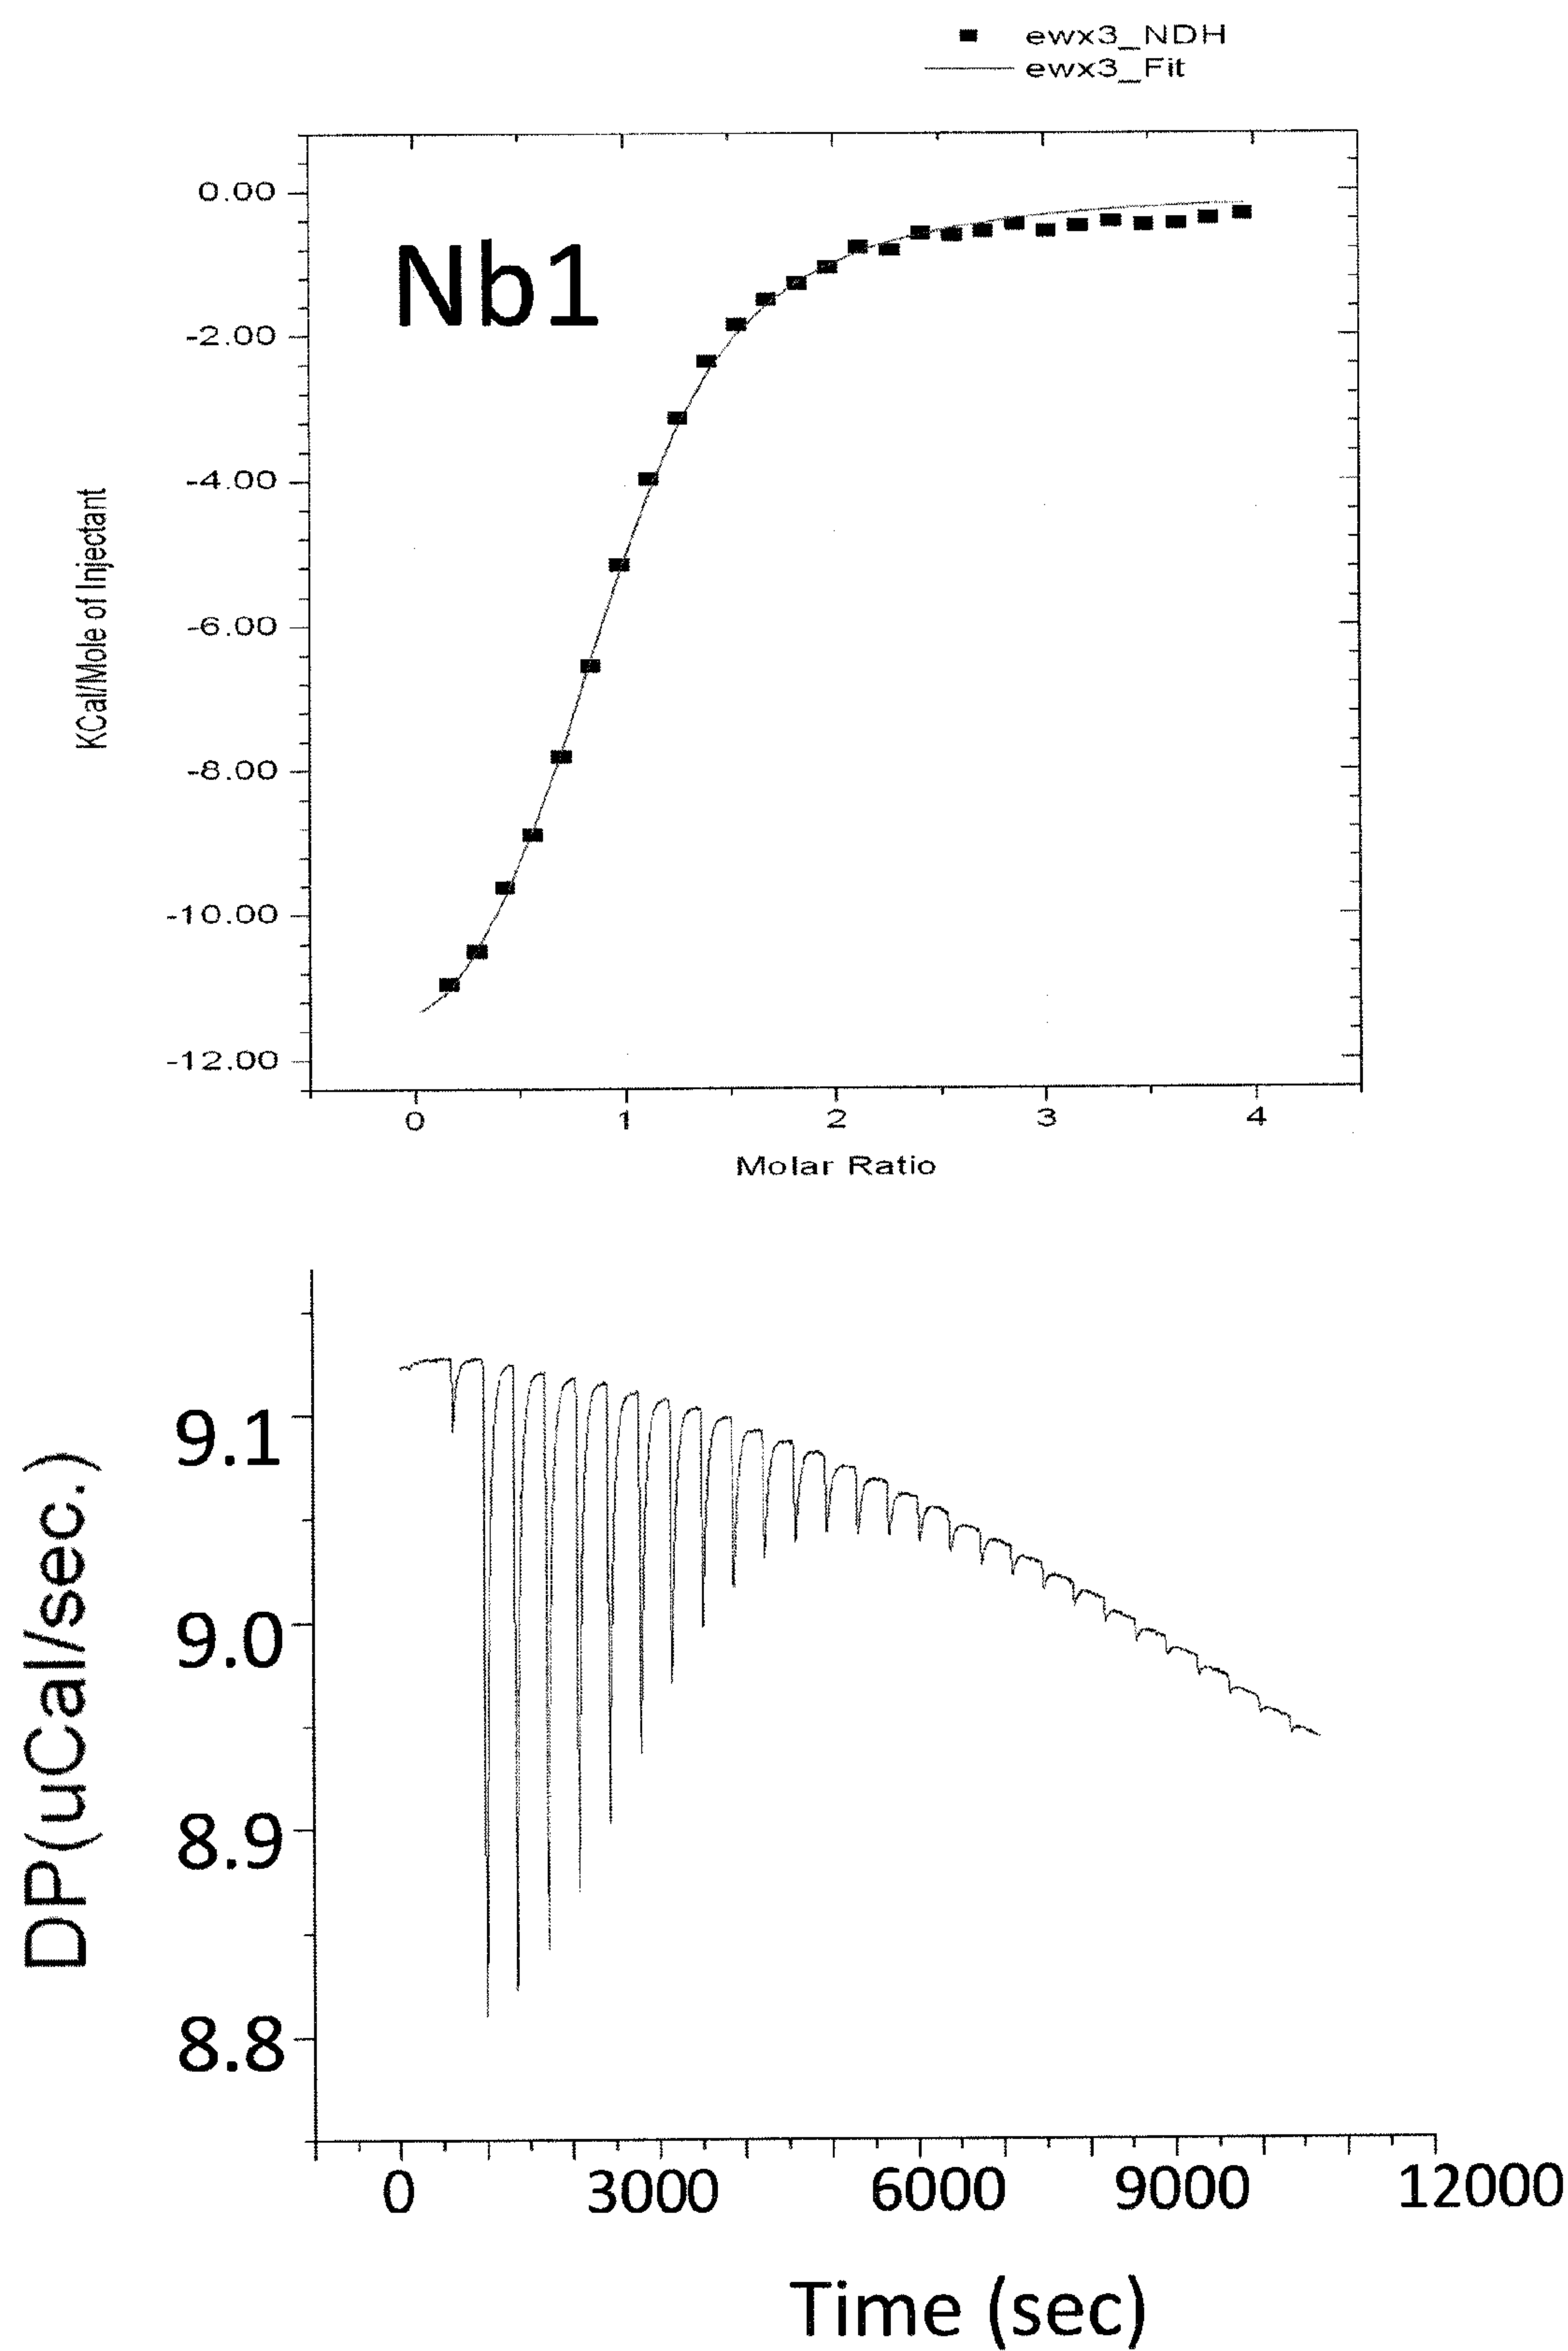 ewx3_NDH
ewx3_Fit
0.00
Nb1
-2.00
-4.00
KCal/Mole of Injectant
-6.00
-8.00
-10.00
-12.00
0 1 2 3 4
Molar Ratio
9.1
DP(uCal/sec.)
9.0
8.9
8.8
0 3000 6000 9000 12000
Time (sec)